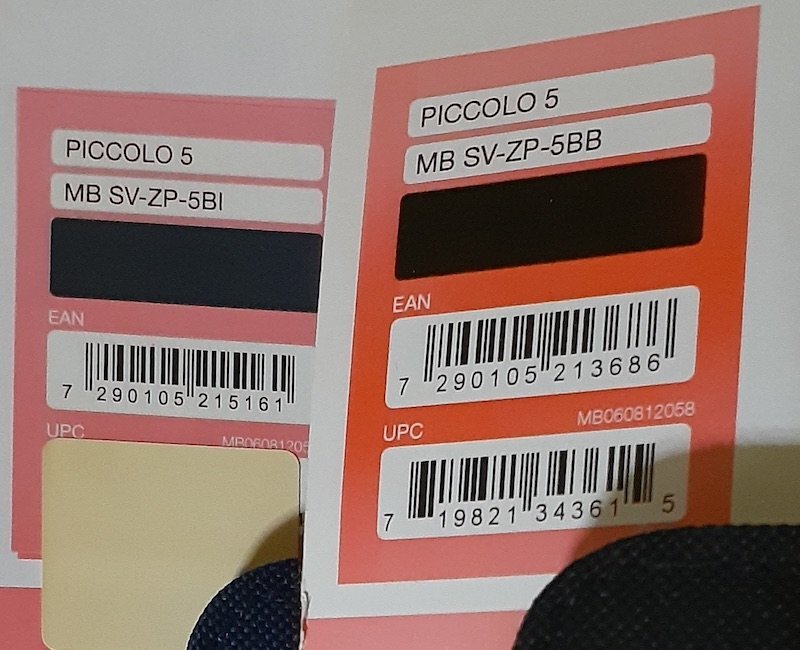 PICCOLO 5
MB SV-ZP-5BI
EAN
7 290105 215161
UPC
MB06081205
PICCOLO 5
MB SV-ZP-5BB
EAN
7 290105 213686
UPC
MB060812058
7 19821 34361 5